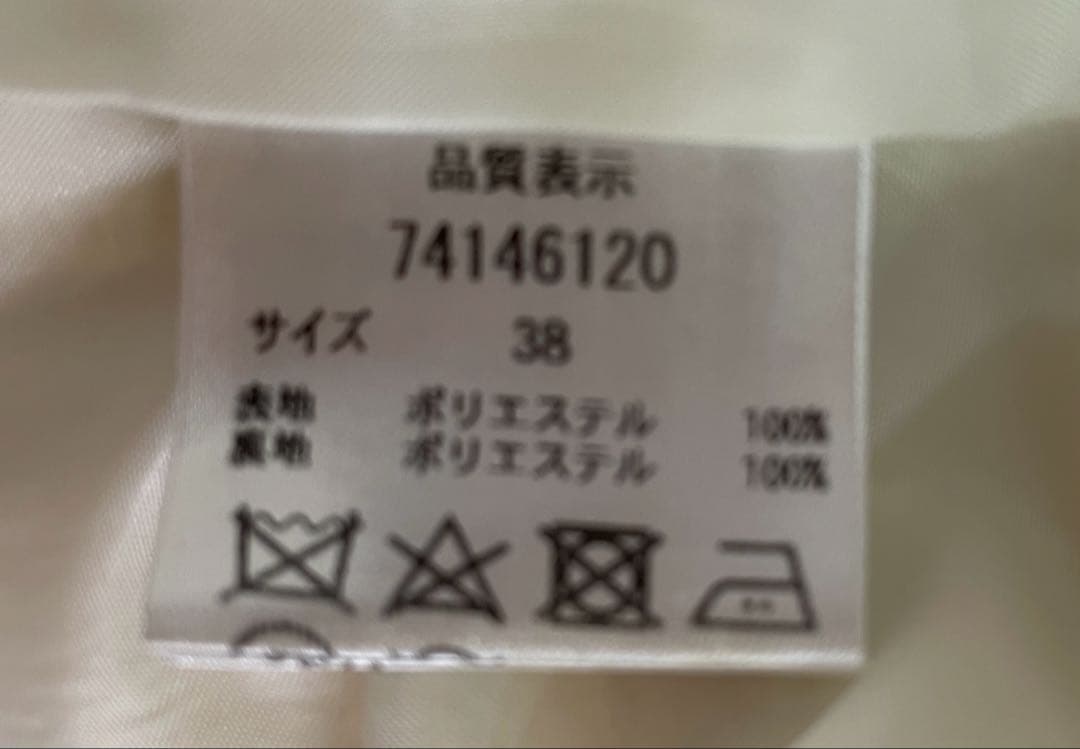 品質表示
74146120
サイズ 38
表地 ポリエステル 100%
裏地 ポリエステル 100%